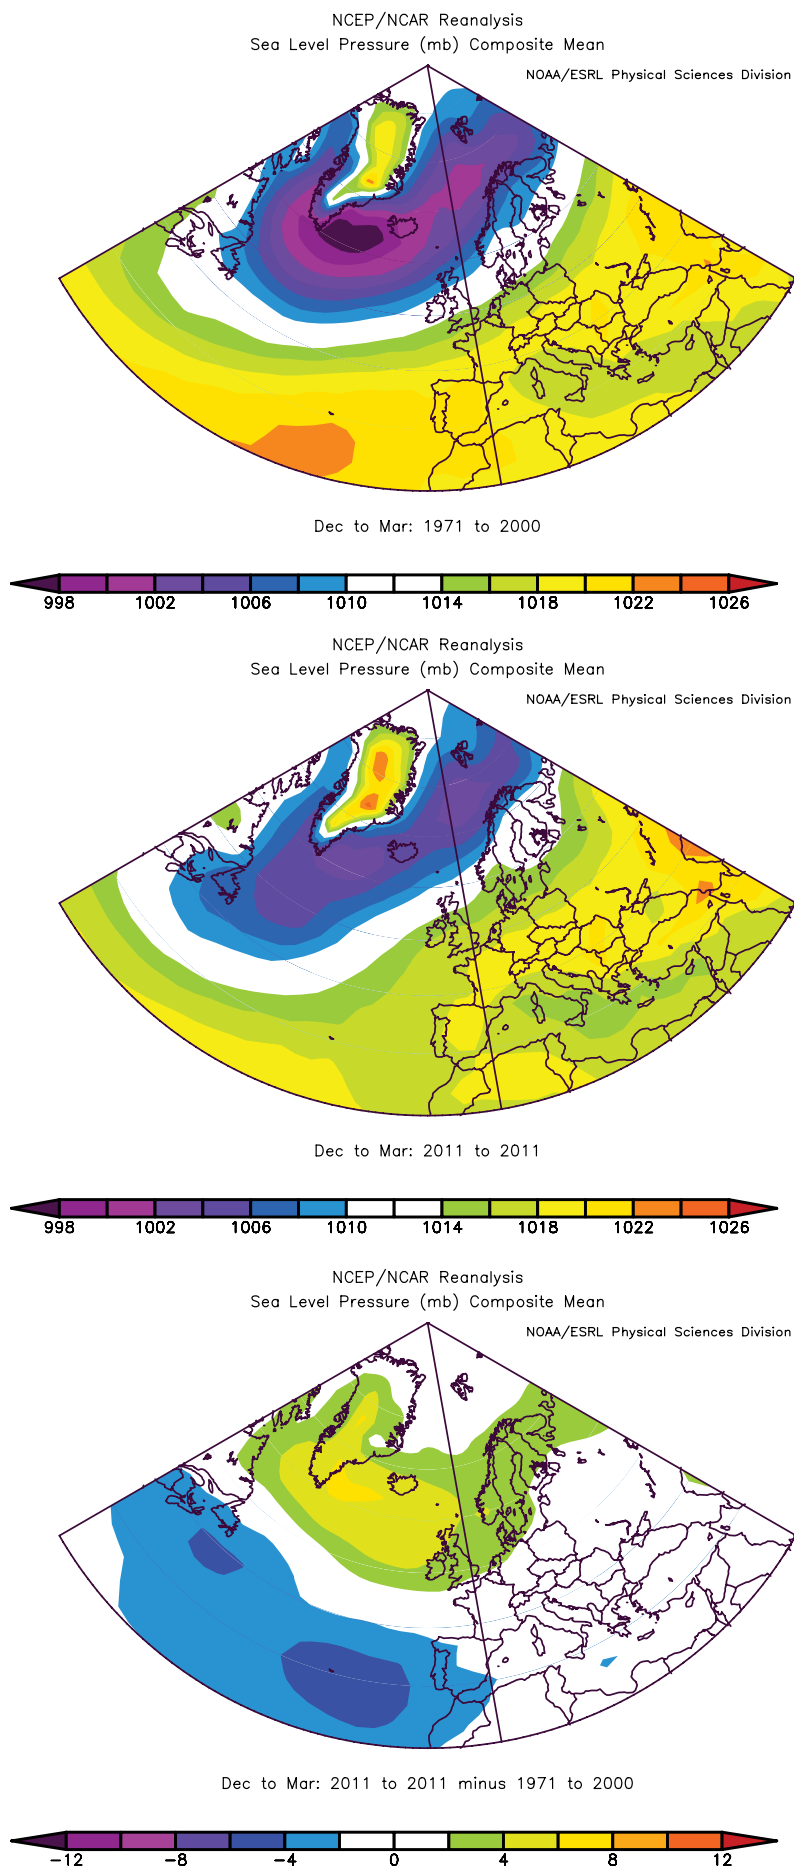 NCEP/NCAR Reanalysis
Sea Level Pressure (mb) Composite Mean
NOAA/ESRL Physical Sciences Division
Dec to Mar: 1971 to 2000
998 1002 1006 1010 1014 1018 1022 1026
NCEP/NCAR Reanalysis
Sea Level Pressure (mb) Composite Mean
NOAA/ESRL Physical Sciences Division
Dec to Mar: 2011 to 2011
998 1002 1006 1010 1014 1018 1022 1026
NCEP/NCAR Reanalysis
Sea Level Pressure (mb) Composite Mean
NOAA/ESRL Physical Sciences Division
Dec to Mar: 2011 to 2011 minus 1971 to 2000
-12 -8 -4 0 4 8 12